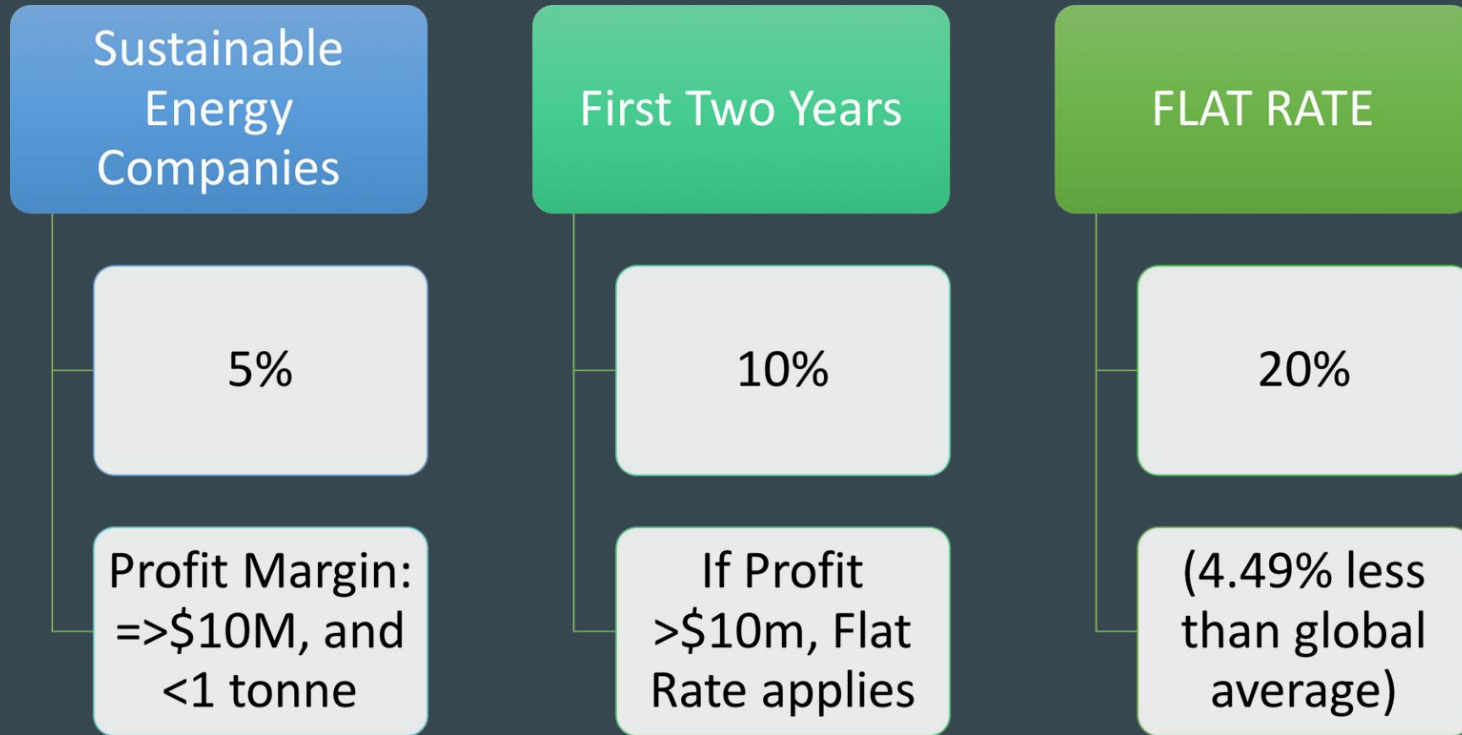 Sustainable
Energy
Companies
5%
Profit Margin:
=>$10M, and
<1 tonne
First Two Years
10%
If Profit
>$10m, Flat
Rate applies
FLAT RATE
20%
(4.49% less
than global
average)